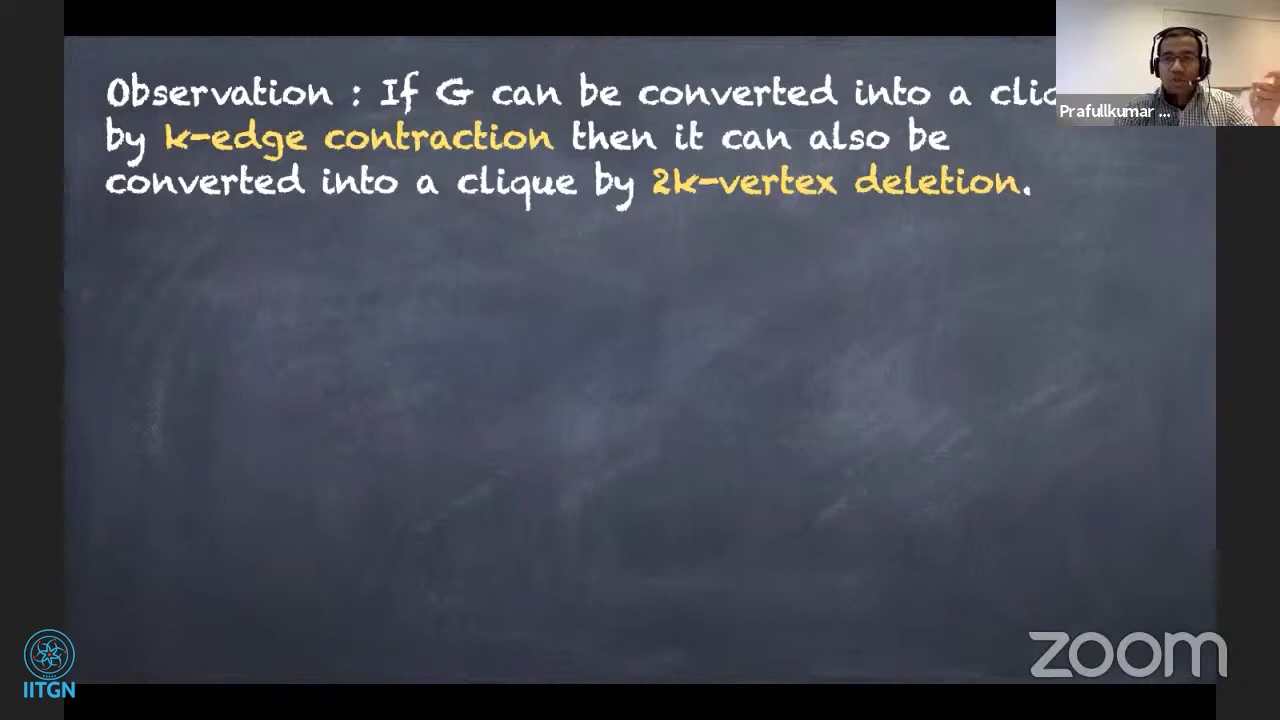 Observation : If G can be converted into a
by k-edge contraction then it can also be
converted into a clique by 2k-vertex deletion.
Prafullkumar ...
zoom
IITGN